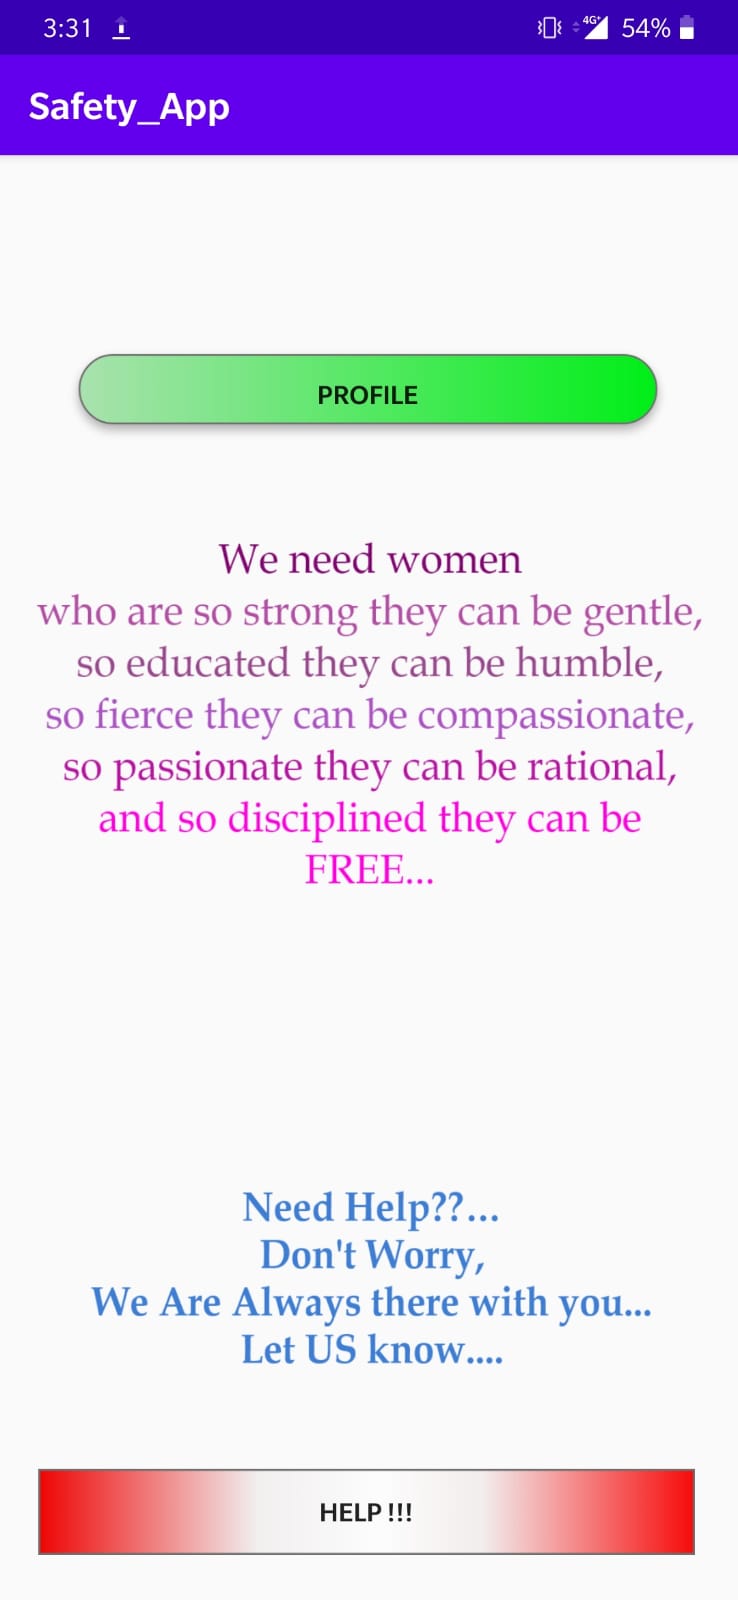 3:31
4G+ 54%
Safety_App
PROFILE
We need women
who are so strong they can be gentle,
so educated they can be humble,
so fierce they can be compassionate,
so passionate they can be rational,
and so disciplined they can be
FREE...
Need Help??...
Don't Worry,
We Are Always there with you...
Let US know....
HELP !!!